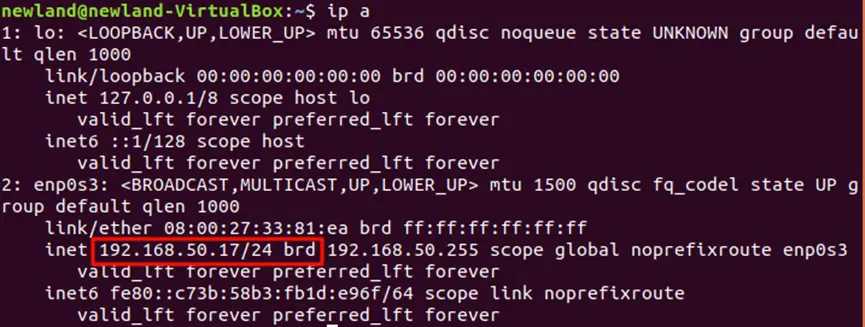 newland@newland-VirtualBox:~$ ip a
1: lo: <LOOPBACK,UP,LOWER_UP> mtu 65536 qdisc noqueue state UNKNOWN group defau
lt qlen 1000
    link/loopback 00:00:00:00:00:00 brd 00:00:00:00:00:00
    inet 127.0.0.1/8 scope host lo
       valid_lft forever preferred_lft forever
    inet6 ::1/128 scope host
       valid_lft forever preferred_lft forever
2: enp0s3: <BROADCAST,MULTICAST,UP,LOWER_UP> mtu 1500 qdisc fq_codel state UP g
roup default qlen 1000
    link/ether 08:00:27:33:81:ea brd ff:ff:ff:ff:ff:ff
    inet 192.168.50.17/24 brd 192.168.50.255 scope global noprefixroute enp0s3
       valid_lft forever preferred_lft forever
    inet6 fe80::c73b:58b3:fb1d:e96f/64 scope link noprefixroute
       valid_lft forever preferred_lft forever